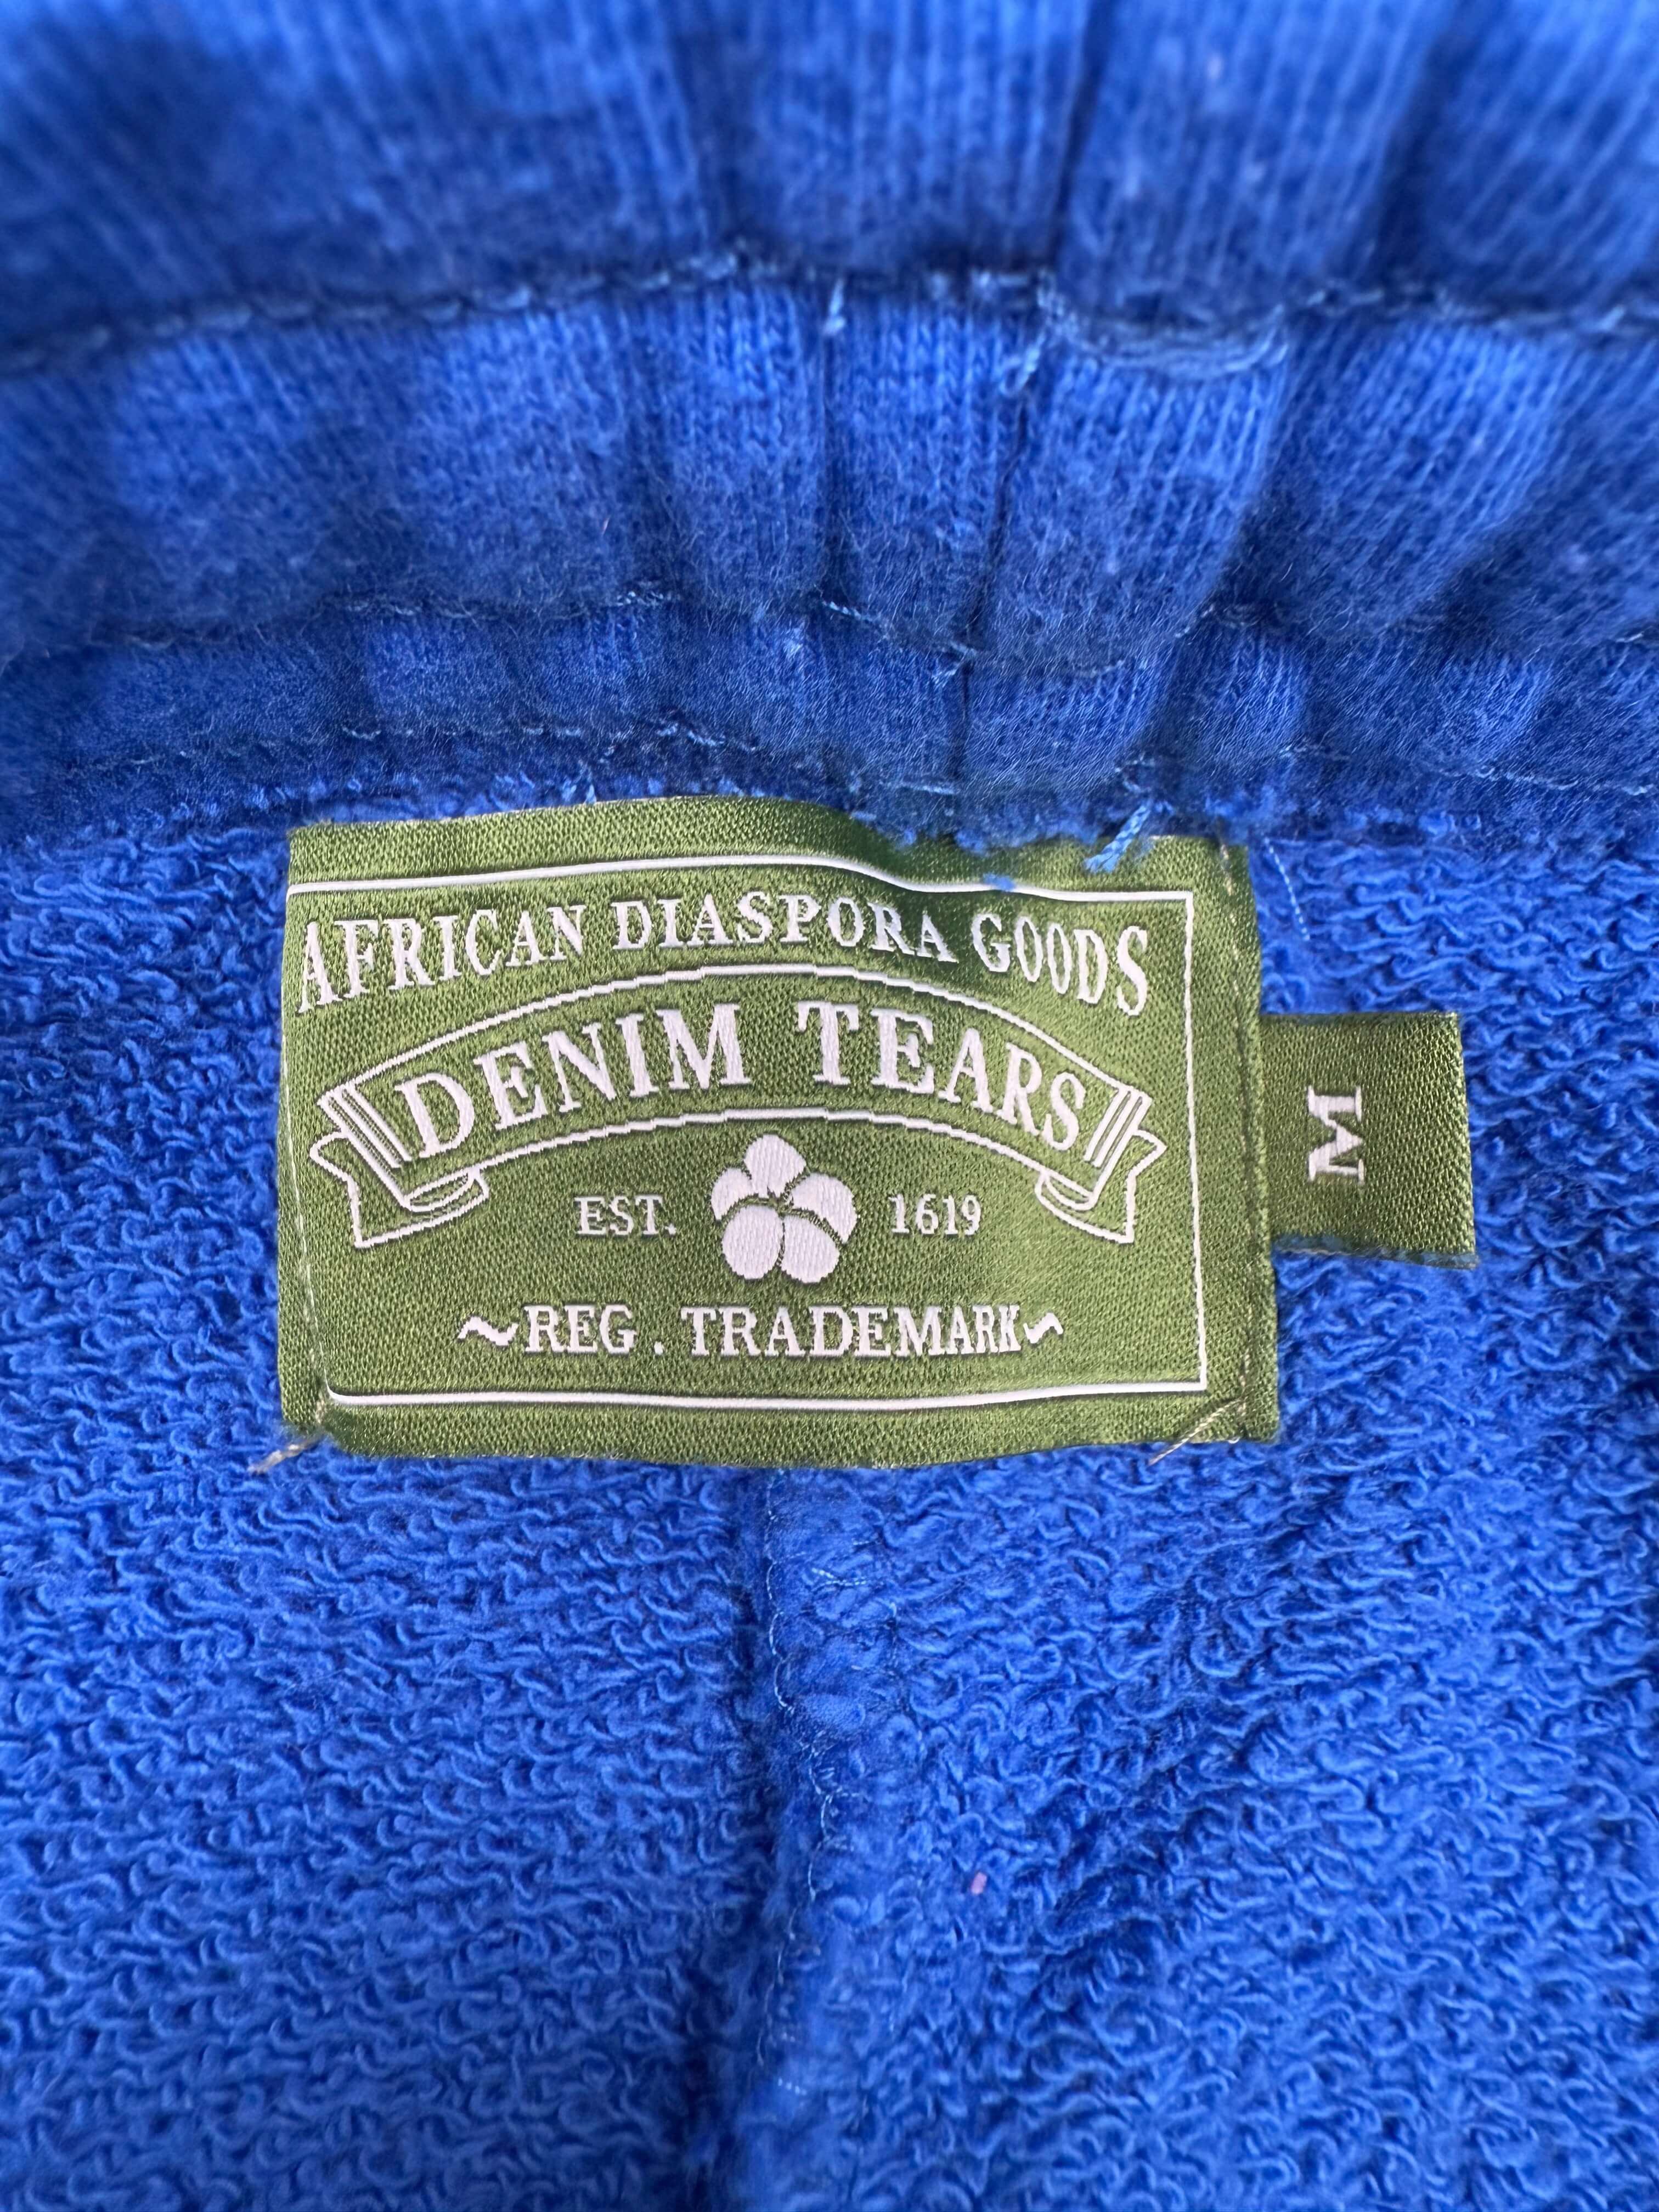 AFRICAN DIASPORA GOODS
DENIM TEARS
EST. 1619
~REG . TRADEMARK~
M